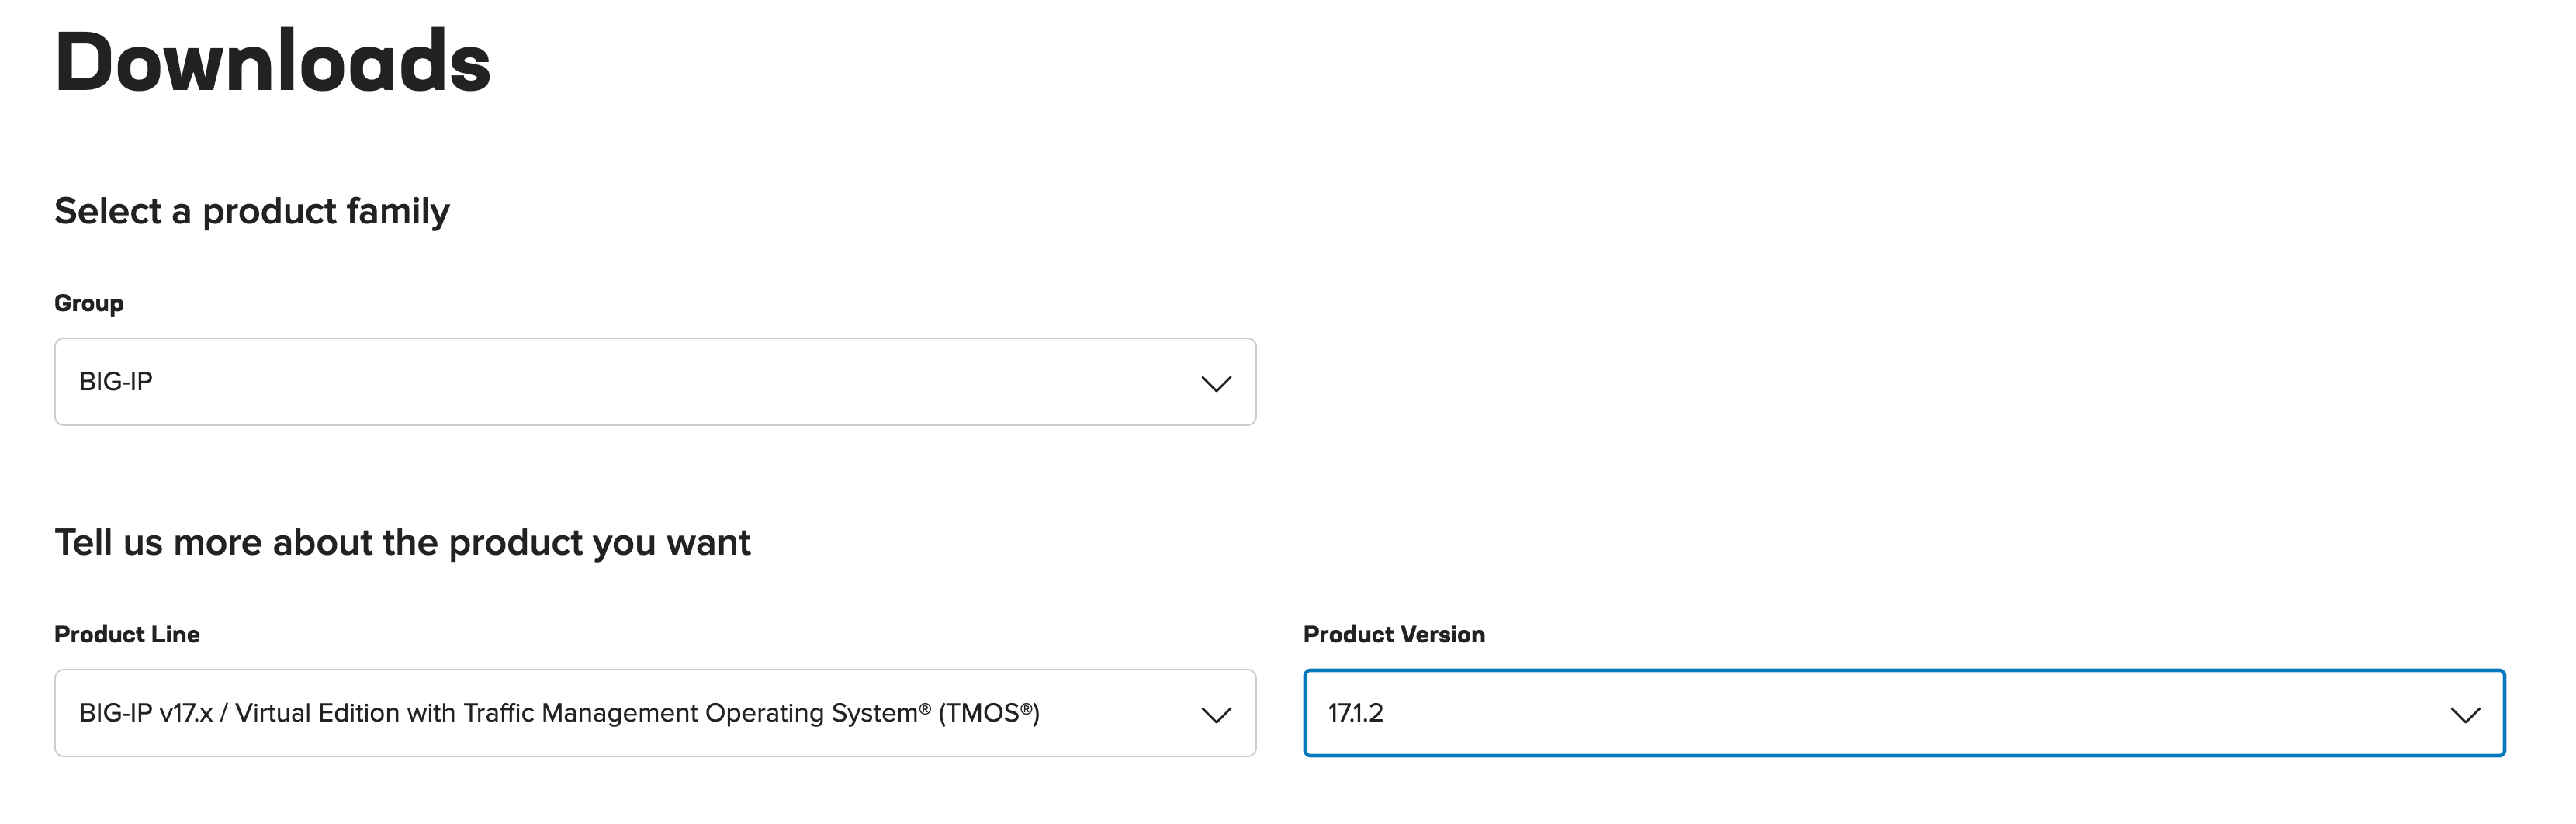 Downloads
Select a product family
Group
BIG-IP
Tell us more about the product you want
Product Line
Product Version
BIG-IP v17.x / Virtual Edition with Traffic Management Operating System® (TMOS®)
17.1.2